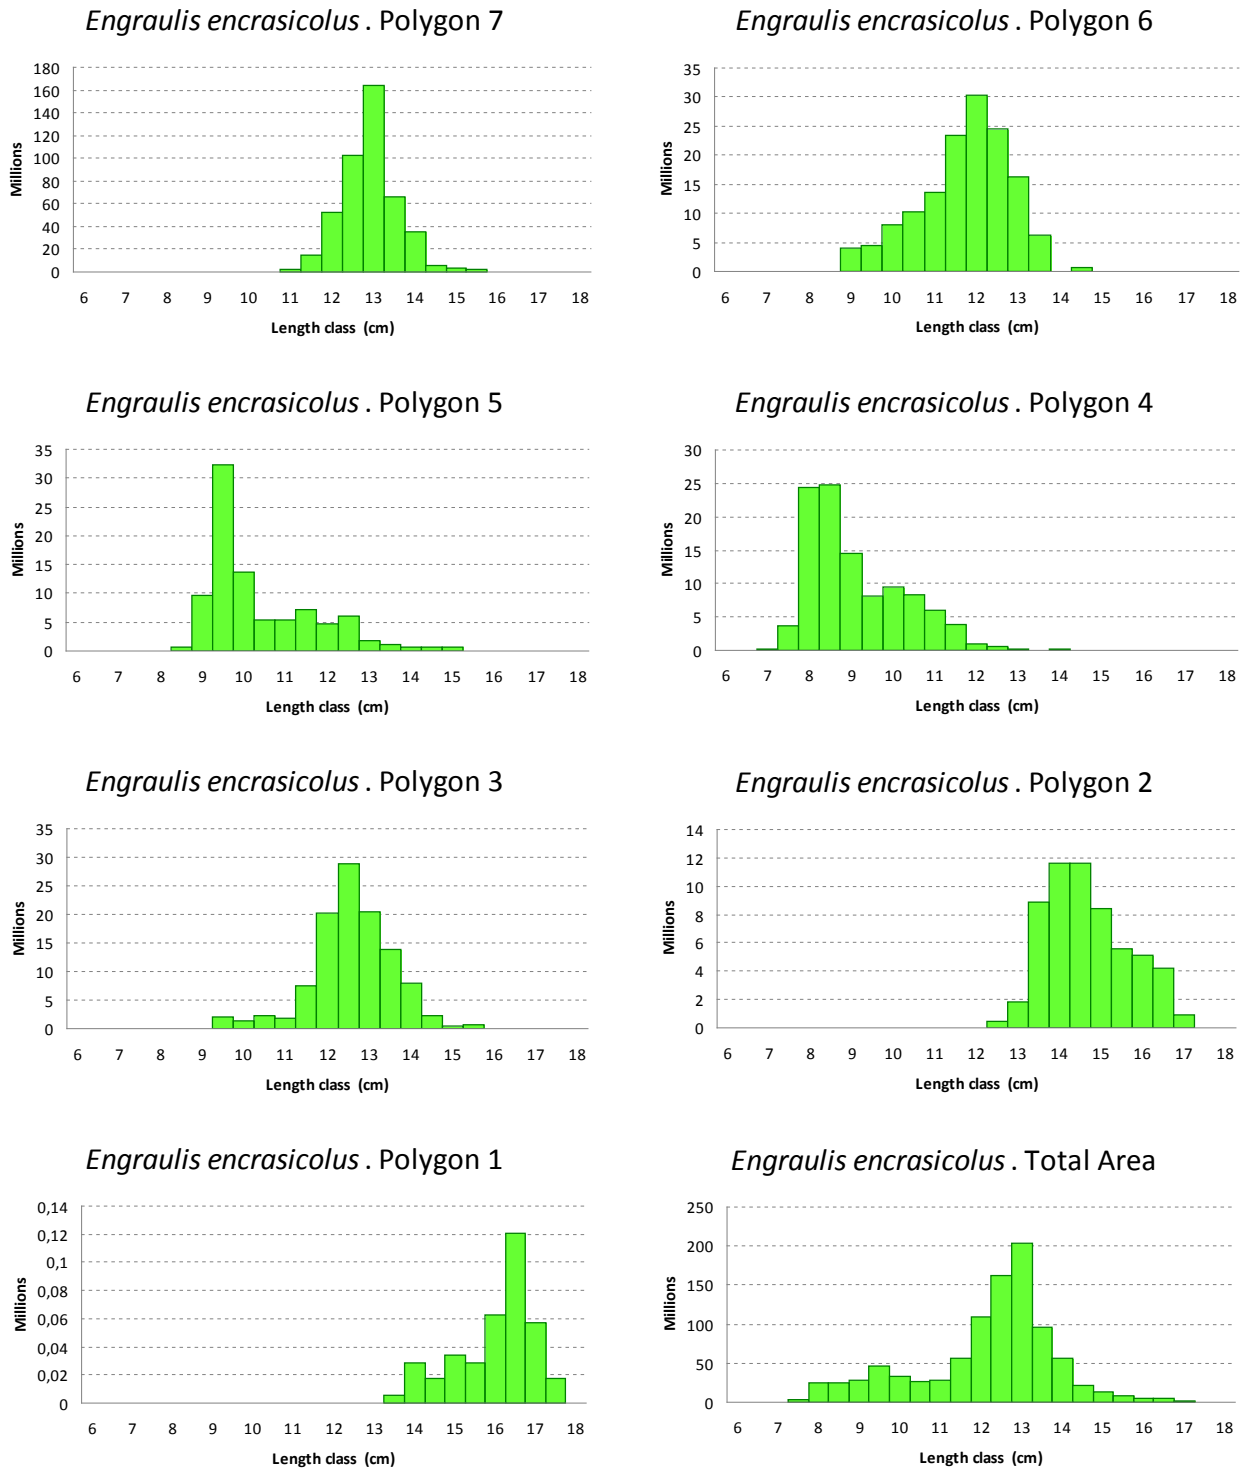 Engraulis encrasicolus . Polygon 7
180
160
140
120
100
80
60
40
20
0
Millions
6 7 8 9 10 11 12 13 14 15 16 17 18
Length class (cm)
Engraulis encrasicolus . Polygon 6
35
30
25
20
15
10
5
0
Millions
6 7 8 9 10 11 12 13 14 15 16 17 18
Length class (cm)
Engraulis encrasicolus . Polygon 5
35
30
25
20
15
10
5
0
Millions
6 7 8 9 10 11 12 13 14 15 16 17 18
Length class (cm)
Engraulis encrasicolus . Polygon 4
30
25
20
15
10
5
0
Millions
6 7 8 9 10 11 12 13 14 15 16 17 18
Length class (cm)
Engraulis encrasicolus . Polygon 3
35
30
25
20
15
10
5
0
Millions
6 7 8 9 10 11 12 13 14 15 16 17 18
Length class (cm)
Engraulis encrasicolus . Polygon 2
14
12
10
8
6
4
2
0
Millions
6 7 8 9 10 11 12 13 14 15 16 17 18
Length class (cm)
Engraulis encrasicolus . Polygon 1
0,14
0,12
0,1
0,08
0,06
0,04
0,02
0
Millions
6 7 8 9 10 11 12 13 14 15 16 17 18
Length class (cm)
Engraulis encrasicolus . Total Area
250
200
150
100
50
0
Millions
6 7 8 9 10 11 12 13 14 15 16 17 18
Length class (cm)